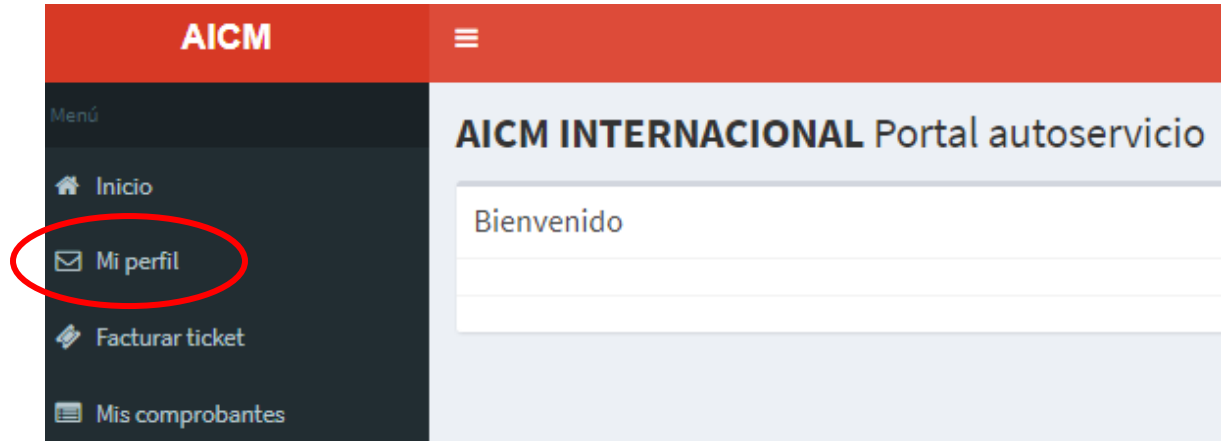 AICM
Menú
Inicio
Mi perfil
Facturar ticket
Mis comprobantes
AICM INTERNACIONAL Portal autoservicio
Bienvenido